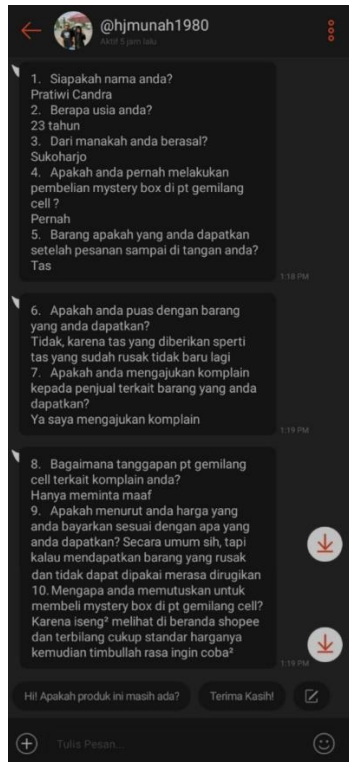 @hjmunah1980
Aktif 5 jam lalu
1. Siapakah nama anda?
Pratiwi Candra
2. Berapa usia anda?
23 tahun
3. Dari manakah anda berasal?
Sukoharjo
4. Apakah anda pernah melakukan
pembelian mystery box di pt gemilang
cell ?
Pernah
5. Barang apakah yang anda dapatkan
setelah pesanan sampai di tangan anda?
Tas
1:18 PM
6. Apakah anda puas dengan barang
yang anda dapatkan?
Tidak, karena tas yang diberikan sperti
tas yang sudah rusak tidak baru lagi
7. Apakah anda mengajukan komplain
kepada penjual terkait barang yang anda
dapatkan?
Ya saya mengajukan komplain
1:19 PM
8. Bagaimana tanggapan pt gemilang
cell terkait komplain anda?
Hanya meminta maaf
9. Apakah menurut anda harga yang
anda bayarkan sesuai dengan apa yang
anda dapatkan? Secara umum sih, tapi
kalau mendapatkan barang yang rusak
dan tidak dapat dipakai merasa dirugikan
10. Mengapa anda memutuskan untuk
membeli mystery box di pt gemilang cell?
Karena iseng² melihat di beranda shopee
dan terbilang cukup standar harganya
kemudian timbullah rasa ingin coba²
1:19 PM
Hi! Apakah produk ini masih ada? Terima Kasih!
Tulis Pesan...